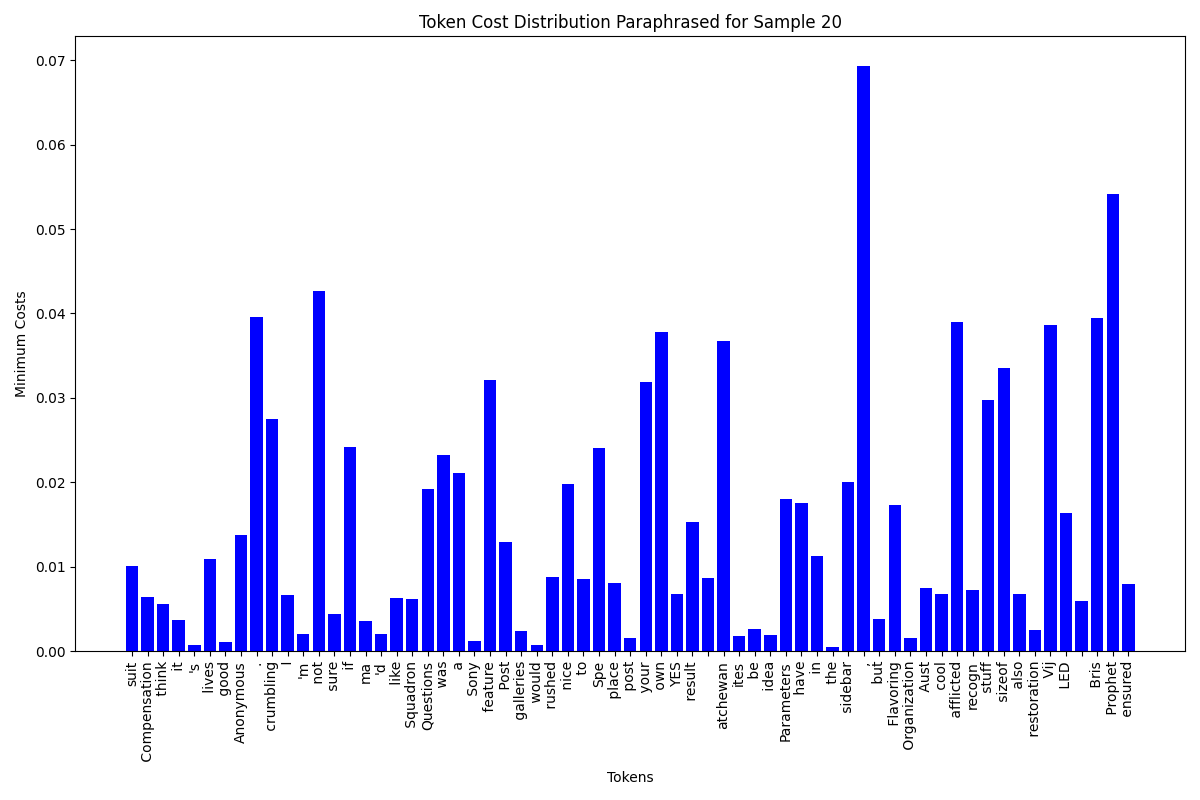 Token Cost Distribution Paraphrased for Sample 20
0.07
0.06
0.05
0.04
0.03
0.02
0.01
0.00
Minimum Costs
suit
Compensation
think
it
's
lives
good
Anonymous
.
crumbling
I
'm
not
sure
if
ma
'd
like
Squadron
Questions
was
a
Sony
feature
Post
galleries
would
rushed
nice
to
Spe
place
post
your
own
YES
result
atchewan
ites
be
idea
Parameters
have
in
the
sidebar
,
but
Flavoring
Organization
Aust
cool
afflicted
recogn
stuff
sizeof
also
restoration
Vij
LED
Bris
Prophet
ensured
Tokens